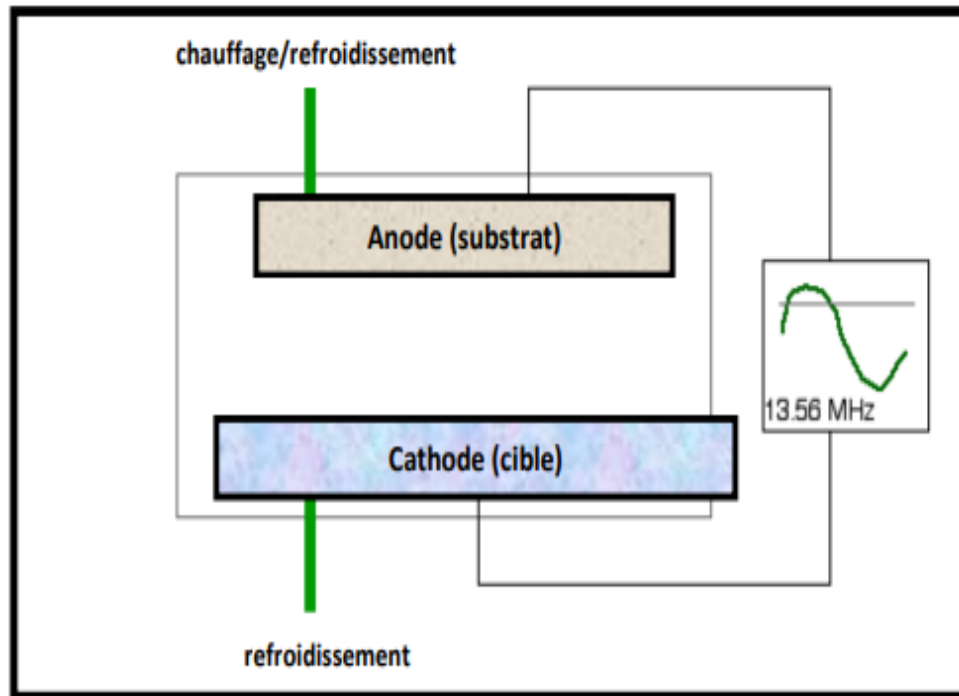 chauffage/refroidissement
Anode (substrat)
13.56 MHz
Cathode (cible)
refroidissement